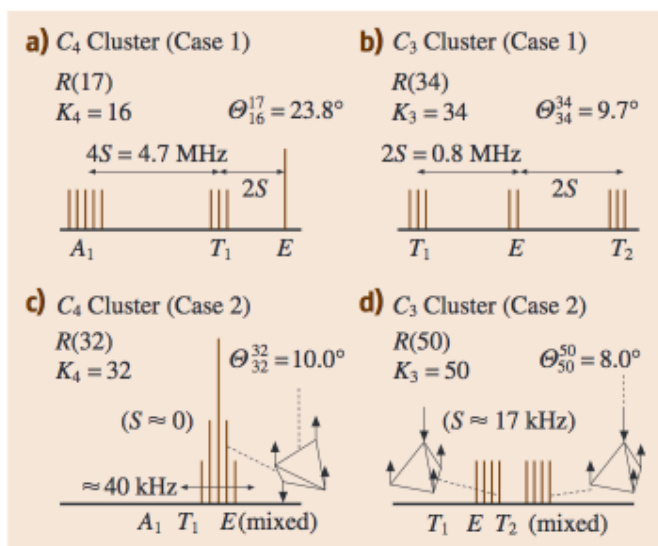 a) C₄ Cluster (Case 1)
R(17)
K₄ = 16
Θ¹⁷₁₆ = 23.8°
4S = 4.7 MHz
2S
A₁ T₁ E
b) C₃ Cluster (Case 1)
R(34)
K₃ = 34
Θ³⁴₃₄ = 9.7°
2S = 0.8 MHz
2S
T₁ E T₂
c) C₄ Cluster (Case 2)
R(32)
K₄ = 32
Θ³²₃₂ = 10.0°
(S ≈ 0)
≈ 40 kHz
A₁ T₁ E (mixed)
d) C₃ Cluster (Case 2)
R(50)
K₃ = 50
Θ⁵⁰₅₀ = 8.0°
(S ≈ 17 kHz)
T₁ E T₂ (mixed)